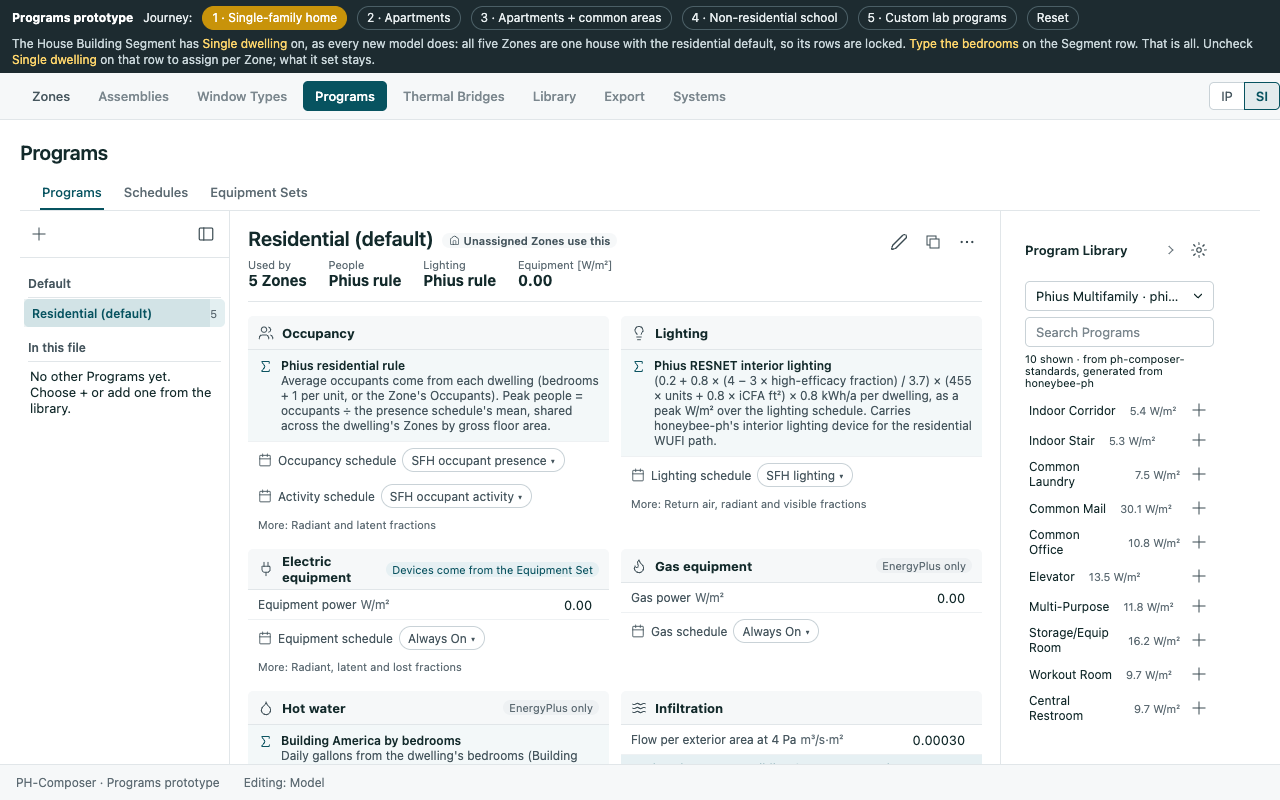 Programs prototype Journey: 1 · Single-family home 2 · Apartments 3 · Apartments + common areas 4 · Non-residential school 5 · Custom lab programs Reset
The House Building Segment has Single dwelling on, as every new model does: all five Zones are one house with the residential default, so its rows are locked. Type the bedrooms on the Segment row. That is all. Uncheck
Single dwelling on that row to assign per Zone; what it set stays.
Zones Assemblies Window Types Programs Thermal Bridges Library Export Systems IP SI
Programs
Programs Schedules Equipment Sets
Default
Residential (default) 5
In this file
No other Programs yet.
Choose + or add one from the
library.
Residential (default) Unassigned Zones use this
Used by People Lighting Equipment [W/m²]
5 Zones Phius rule Phius rule 0.00
Occupancy
Phius residential rule
Average occupants come from each dwelling (bedrooms
+ 1 per unit, or the Zone's Occupants). Peak people =
occupants ÷ the presence schedule's mean, shared
across the dwelling's Zones by gross floor area.
Occupancy schedule SFH occupant presence
Activity schedule SFH occupant activity
More: Radiant and latent fractions
Lighting
Phius RESNET interior lighting
(0.2 + 0.8 × (4 − 3 × high-efficacy fraction) / 3.7) × (455
× units + 0.8 × iCFA ft²) × 0.8 kWh/a per dwelling, as a
peak W/m² over the lighting schedule. Carries
honeybee-ph's interior lighting device for the residential
WUFI path.
Lighting schedule SFH lighting
More: Return air, radiant and visible fractions
Electric
equipment
Devices come from the Equipment Set
Equipment power W/m² 0.00
Equipment schedule Always On
More: Radiant, latent and lost fractions
Gas equipment EnergyPlus only
Gas power W/m² 0.00
Gas schedule Always On
Hot water EnergyPlus only
Building America by bedrooms
Daily gallons from the dwelling's bedrooms (Building
Infiltration
Flow per exterior area at 4 Pa m³/s·m² 0.00030
Program Library
Phius Multifamily · phi...
Search Programs
10 shown · from ph-composer-
standards, generated from
honeybee-ph
Indoor Corridor 5.4 W/m²
Indoor Stair 5.3 W/m²
Common
Laundry 7.5 W/m²
Common Mail 30.1 W/m²
Common
Office 10.8 W/m²
Elevator 13.5 W/m²
Multi-Purpose 11.8 W/m²
Storage/Equip
Room 16.2 W/m²
Workout Room 9.7 W/m²
Central
Restroom 9.7 W/m²
PH-Composer · Programs prototype Editing: Model